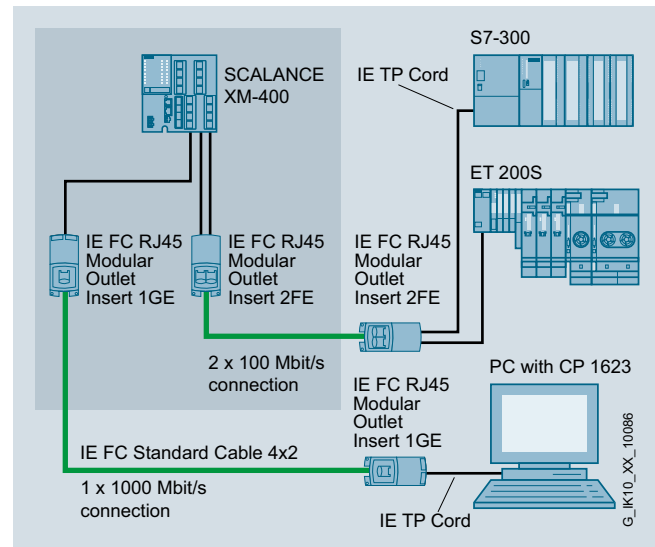 S7-300
IE TP Cord
SCALANCE
XM-400
ET 200S
IE FC RJ45
Modular
Outlet
Insert 1GE
IE FC RJ45
Modular
Outlet
Insert 2FE
IE FC RJ45
Modular
Outlet
Insert 2FE
2 x 100 Mbit/s
connection
PC with CP 1623
IE FC RJ45
Modular
Outlet
Insert 1GE
IE FC Standard Cable 4x2
1 x 1000 Mbit/s
connection
IE TP Cord
G_IK10_XX_10086